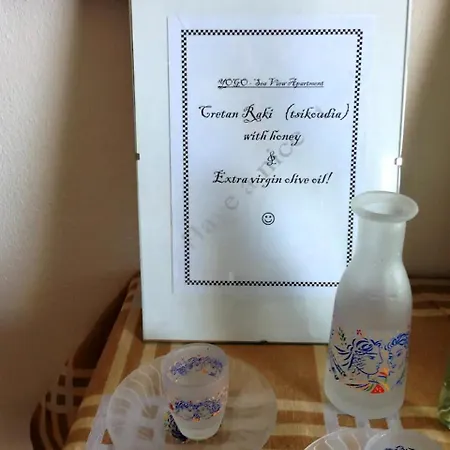 YOGO - Sea View Apartment
Cretan Raki (tsikoudia)
with honey
&
Extra virgin olive oil!
☺